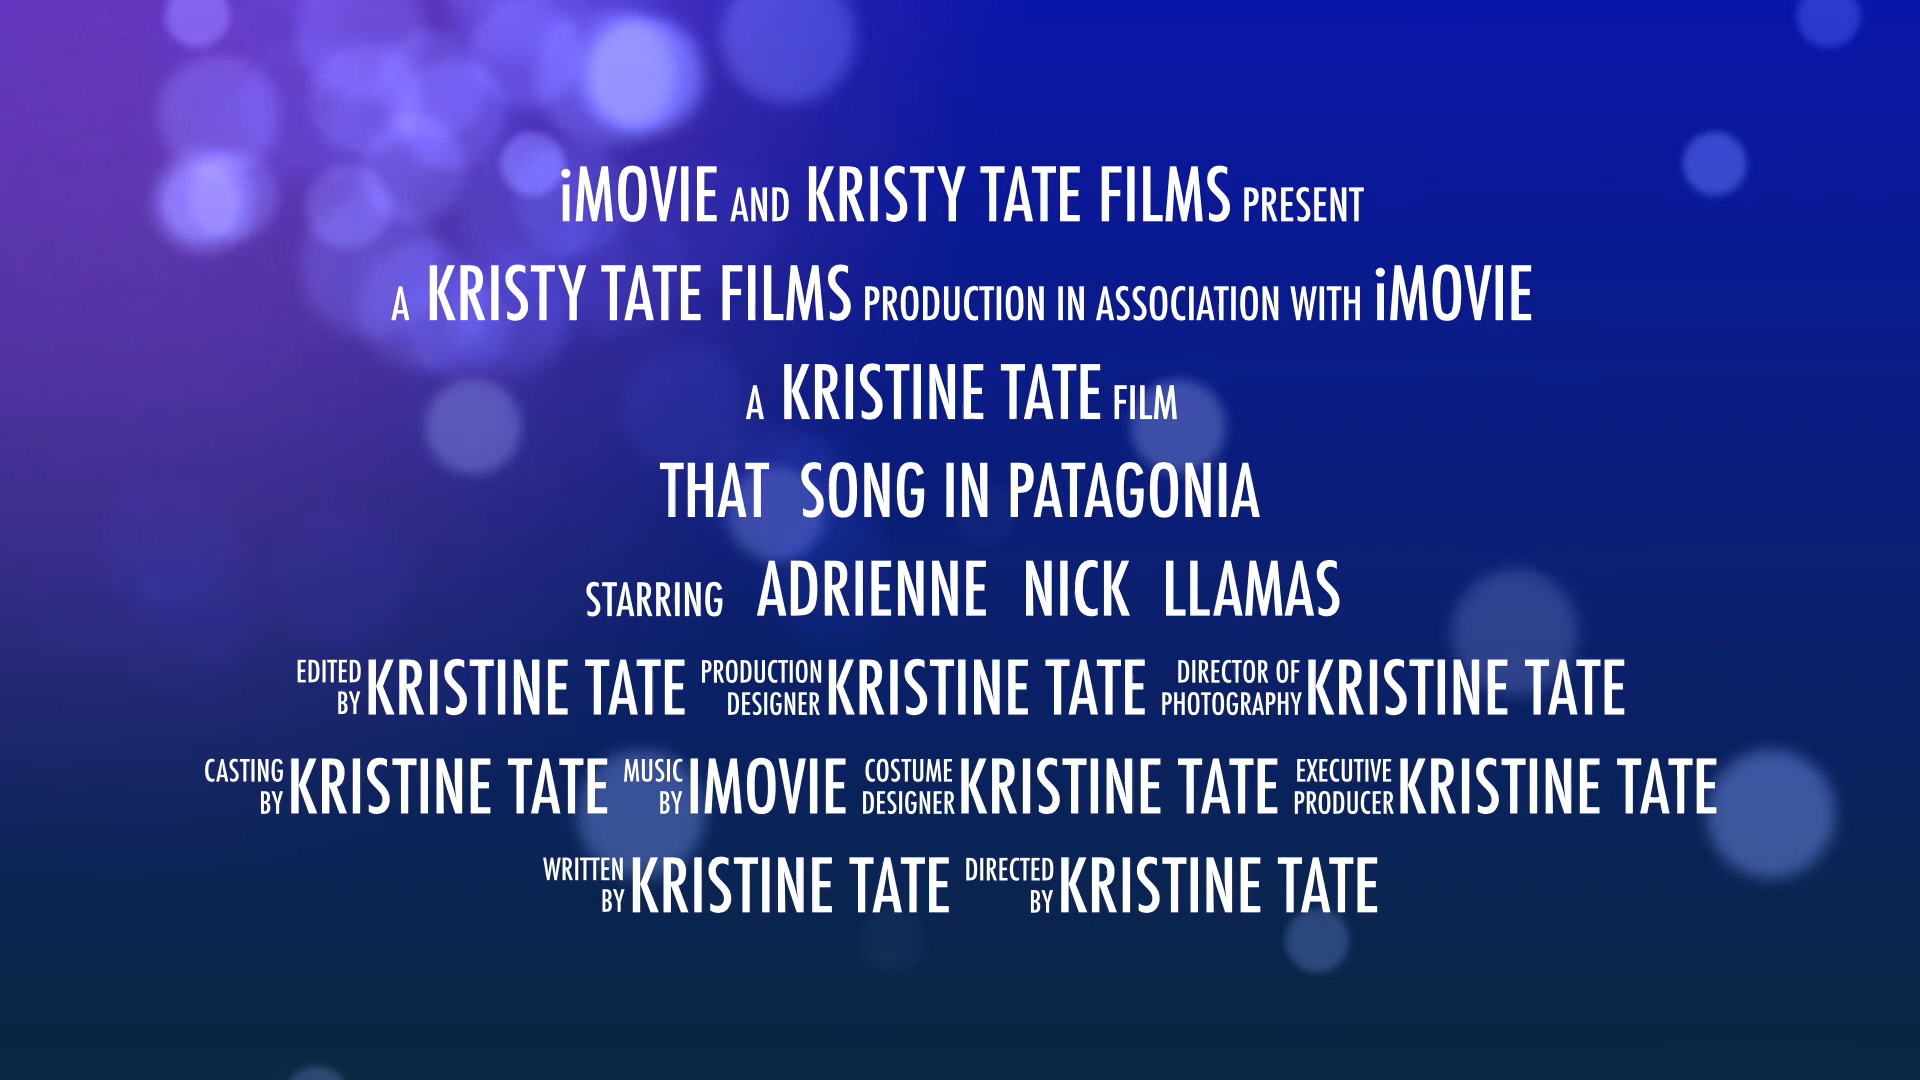 iMOVIE AND KRISTY TATE FILMS PRESENT
A KRISTY TATE FILMS PRODUCTION IN ASSOCIATION WITH iMOVIE
A KRISTINE TATE FILM
THAT SONG IN PATAGONIA
STARRING ADRIENNE NICK LLAMAS
EDITED BY KRISTINE TATE PRODUCTION DESIGNER KRISTINE TATE DIRECTOR OF PHOTOGRAPHY KRISTINE TATE
CASTING BY KRISTINE TATE MUSIC BY IMOVIE COSTUME DESIGNER KRISTINE TATE EXECUTIVE PRODUCER KRISTINE TATE
WRITTEN BY KRISTINE TATE DIRECTED BY KRISTINE TATE